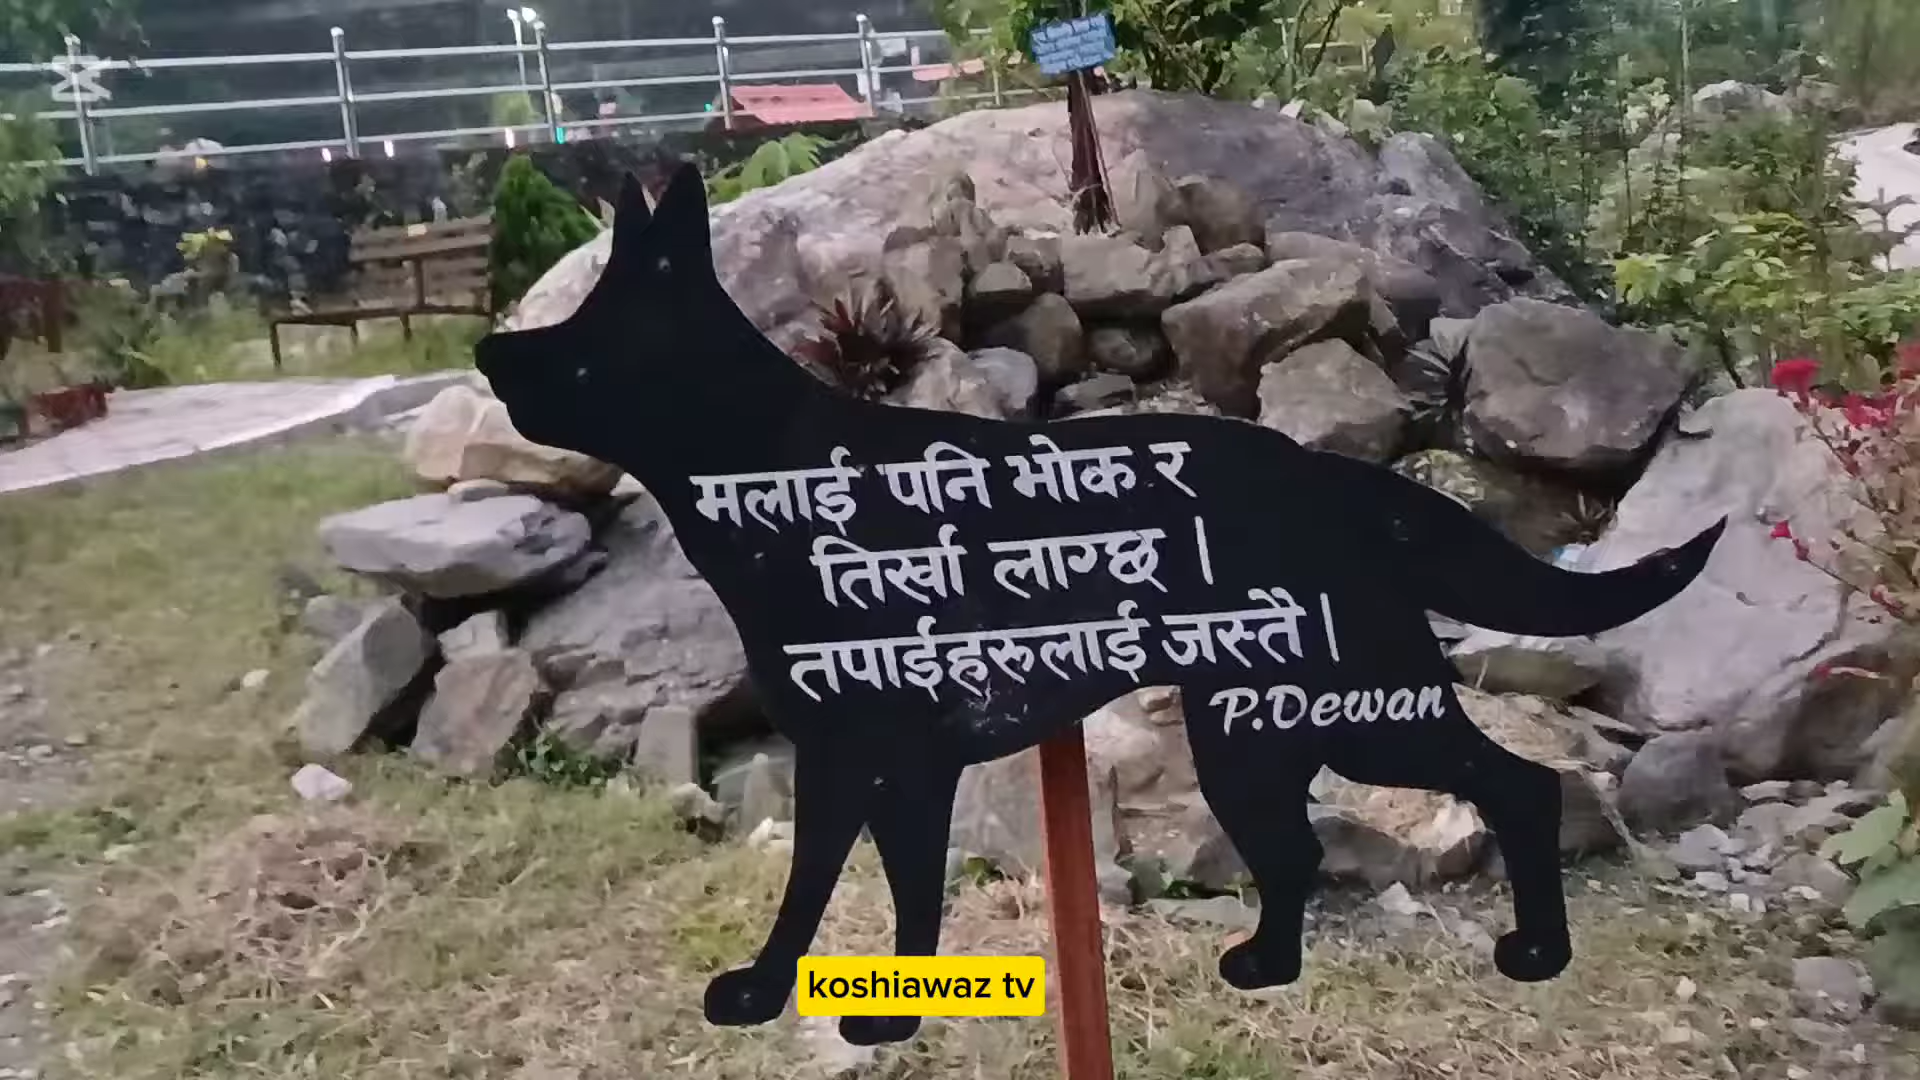 मलाई पनि भोक र
तिर्खा लाग्छ ।
तपाईहरूलाई जस्तै ।
P.Dewan
koshiawaz tv